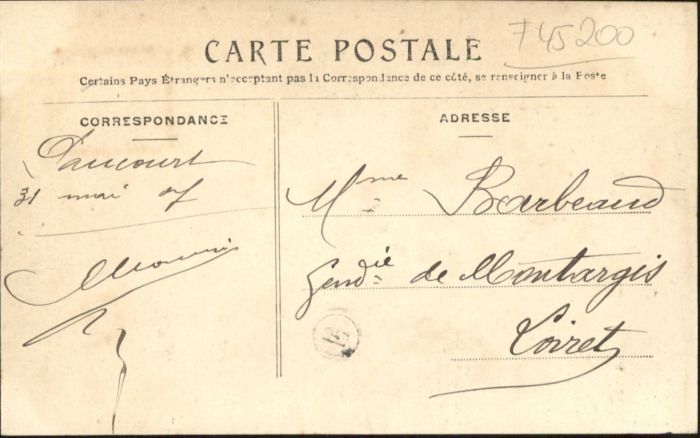 745200
CARTE POSTALE
Certains Pays Étrangers n'acceptant pas la Correspondance de ce côté, se renseigner à la Poste
CORRESPONDANCE
Paucourt
31 mai 07
ADRESSE
Mme Barbeaud
Gendie de Montargis
Loiret